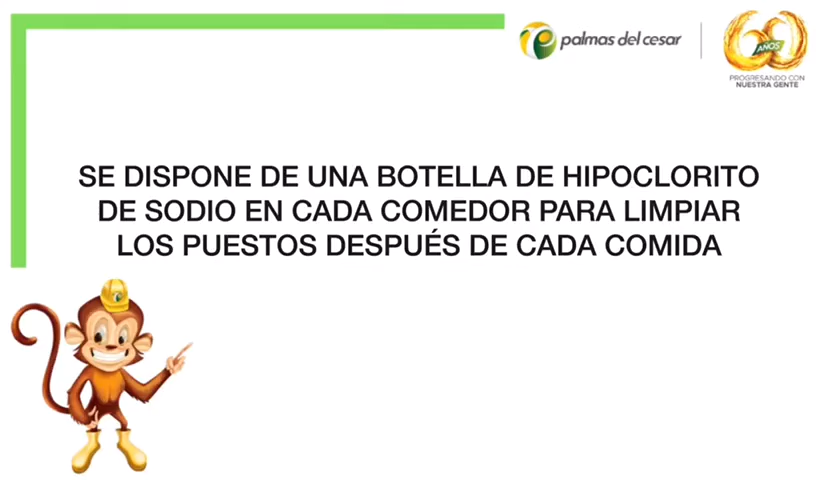 palmas del cesar
60 AÑOS
PROGRESANDO CON
NUESTRA GENTE
SE DISPONE DE UNA BOTELLA DE HIPOCLORITO
DE SODIO EN CADA COMEDOR PARA LIMPIAR
LOS PUESTOS DESPUÉS DE CADA COMIDA